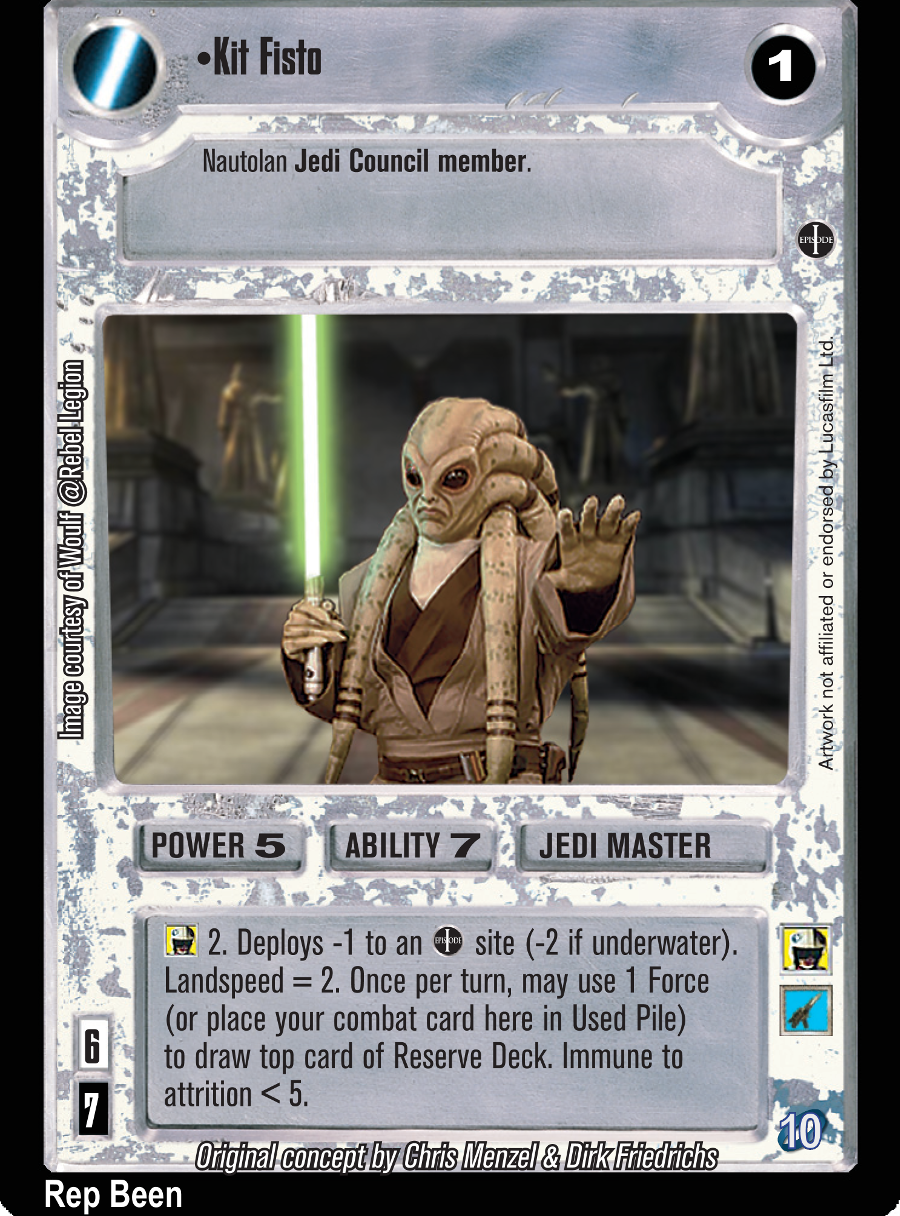 •Kit Fisto
1
Nautolan Jedi Council member.
EPISODE I
Image courtesy of Woulf @Rebel Legion
Artwork not affiliated or endorsed by Lucasfilm Ltd.
POWER 5
ABILITY 7
JEDI MASTER
2. Deploys -1 to an EPISODE I site (-2 if underwater).
Landspeed = 2. Once per turn, may use 1 Force
(or place your combat card here in Used Pile)
to draw top card of Reserve Deck. Immune to
attrition < 5.
6
7
10
Original concept by Chris Menzel & Dirk Friedrichs
Rep Been